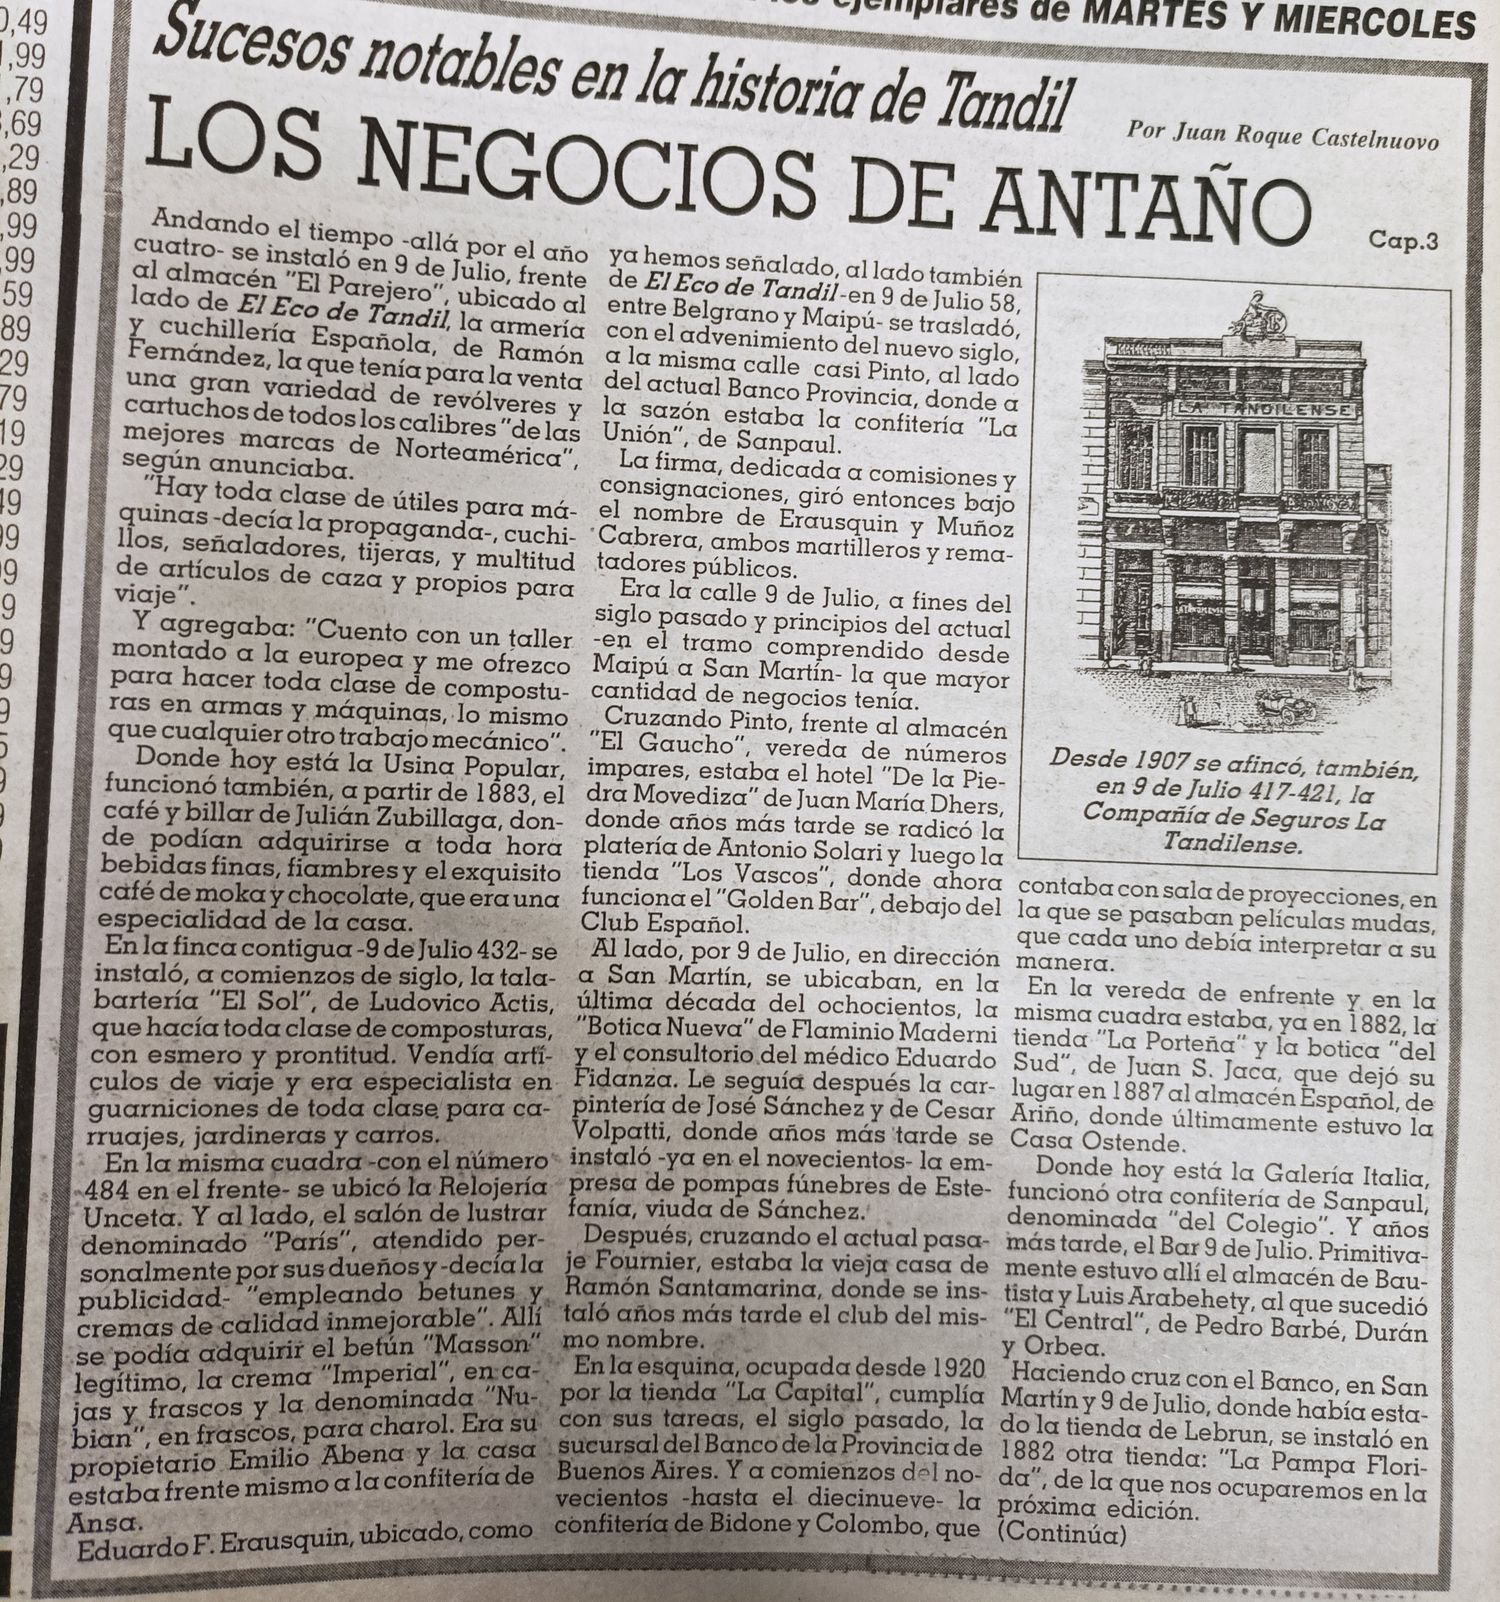 0,49
,99
,79
,69
,29
,89
,99
,99
59
89
29
79
19
29
49
99
99
9
9
9
9
5
9
9
9
ejemplares de MARTES Y MIERCOLES
Sucesos notables en la historia de Tandil
Por Juan Roque Castelnuovo
LOS NEGOCIOS DE ANTAÑO
Cap.3
Andando el tiempo -allá por el año
cuatro- se instaló en 9 de Julio, frente
al almacén "El Parejero", ubicado al
lado de El Eco de Tandil, la armería
y cuchillería Española, de Ramón
Fernández, la que tenía para la venta
una gran variedad de revólveres y
cartuchos de todos los calibres "de las
mejores marcas de Norteamérica",
según anunciaba.
"Hay toda clase de útiles para má-
quinas -decía la propaganda-, cuchi-
llos, señaladores, tijeras, y multitud
de artículos de caza y propios para
viaje".
Y agregaba: "Cuento con un taller
montado a la europea y me ofrezco
para hacer toda clase de compostu-
ras en armas y máquinas, lo mismo
que cualquier otro trabajo mecánico".
Donde hoy está la Usina Popular,
funcionó también, a partir de 1883, el
café y billar de Julián Zubillaga, don-
de podían adquirirse a toda hora
bebidas finas, fiambres y el exquisito
café de moka y chocolate, que era una
especialidad de la casa.
En la finca contigua -9 de Julio 432- se
instaló, a comienzos de siglo, la tala-
bartería "El Sol", de Ludovico Actis,
que hacía toda clase de composturas,
con esmero y prontitud. Vendía artí-
culos de viaje y era especialista en
guarniciones de toda clase para ca-
rruajes, jardineras y carros.
En la misma cuadra -con el número
484 en el frente- se ubicó la Relojería
Unceta. Y al lado, el salón de lustrar
denominado "París", atendido per-
sonalmente por sus dueños y -decía la
publicidad- "empleando betunes y
cremas de calidad inmejorable". Allí
se podía adquirir el betún "Masson"
legítimo, la crema "Imperial", en ca-
jas y frascos y la denominada "Nu-
bian", en frascos, para charol. Era su
propietario Emilio Abena y la casa
estaba frente mismo a la confitería de
Ansa.
Eduardo F. Erausquin, ubicado, como
ya hemos señalado, al lado también
de El Eco de Tandil -en 9 de Julio 58,
entre Belgrano y Maipú- se trasladó,
con el advenimiento del nuevo siglo,
a la misma calle casi Pinto, al lado
del actual Banco Provincia, donde a
la sazón estaba la confitería "La
Unión", de Sanpaul.
La firma, dedicada a comisiones y
consignaciones, giró entonces bajo
el nombre de Erausquin y Muñoz
Cabrera, ambos martilleros y rema-
tadores públicos.
Era la calle 9 de Julio, a fines del
siglo pasado y principios del actual
-en el tramo comprendido desde
Maipú a San Martín- la que mayor
cantidad de negocios tenía.
Cruzando Pinto, frente al almacén
"El Gaucho", vereda de números
impares, estaba el hotel "De la Pie-
dra Movediza" de Juan María Dhers,
donde años más tarde se radicó la
platería de Antonio Solari y luego la
tienda "Los Vascos", donde ahora
funciona el "Golden Bar", debajo del
Club Español.
Al lado, por 9 de Julio, en dirección
a San Martín, se ubicaban, en la
última década del ochocientos, la
"Botica Nueva" de Flaminio Maderni
y el consultorio del médico Eduardo
Fidanza. Le seguía después la car-
pintería de José Sánchez y de Cesar
Volpatti, donde años más tarde se
instaló -ya en el novecientos- la em-
presa de pompas fúnebres de Este-
fanía, viuda de Sánchez.
Después, cruzando el actual pasa-
je Fournier, estaba la vieja casa de
Ramón Santamarina, donde se ins-
taló años más tarde el club del mis-
mo nombre.
En la esquina, ocupada desde 1920
por la tienda "La Capital", cumplía
con sus tareas, el siglo pasado, la
sucursal del Banco de la Provincia de
Buenos Aires. Y a comienzos del no-
vecientos -hasta el diecinueve- la
confitería de Bidone y Colombo, que
LA TANDILENSE
Desde 1907 se afincó, también,
en 9 de Julio 417-421, la
Compañía de Seguros La
Tandilense.
contaba con sala de proyecciones, en
la que se pasaban películas mudas,
que cada uno debía interpretar a su
manera.
En la vereda de enfrente y en la
misma cuadra estaba, ya en 1882, la
tienda "La Porteña" y la botica "del
Sud", de Juan S. Jaca, que dejó su
lugar en 1887 al almacén Español, de
Ariño, donde últimamente estuvo la
Casa Ostende.
Donde hoy está la Galería Italia,
funcionó otra confitería de Sanpaul,
denominada "del Colegio". Y años
más tarde, el Bar 9 de Julio. Primitiva-
mente estuvo allí el almacén de Bau-
tista y Luis Arabehety, al que sucedió
"El Central", de Pedro Barbé, Durán
y Orbea.
Haciendo cruz con el Banco, en San
Martín y 9 de Julio, donde había esta-
do la tienda de Lebrun, se instaló en
1882 otra tienda: "La Pampa Flori-
da", de la que nos ocuparemos en la
próxima edición.
(Continúa)